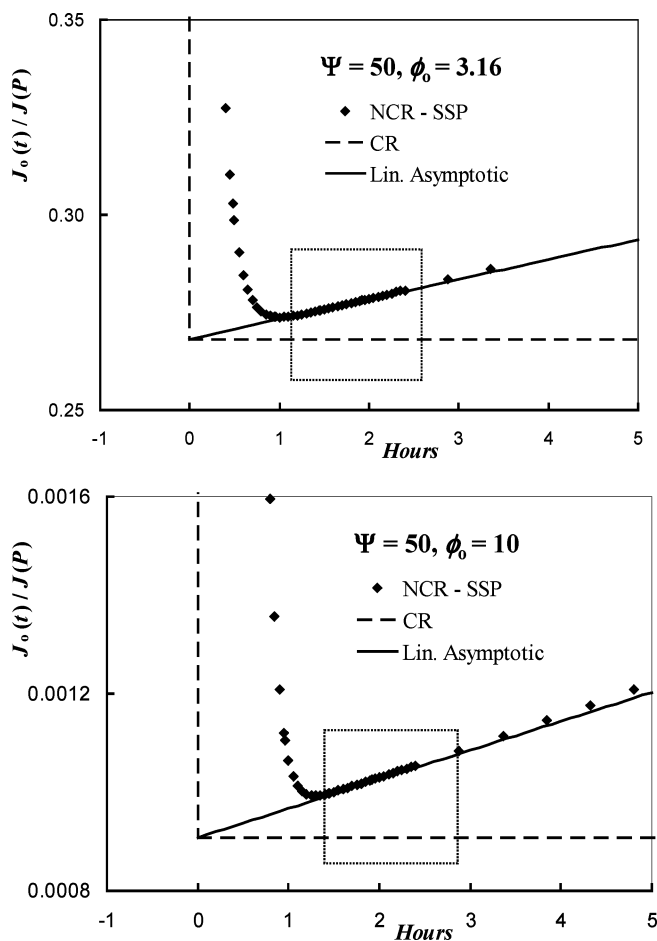 0.35
Ψ = 50, ϕo = 3.16
NCR - SSP
CR
Lin. Asymptotic
Jo(t) / J(P)
0.30
0.25
-1 0 1 2 3 4 5
Hours
0.0016
Ψ = 50, ϕo = 10
NCR - SSP
CR
Lin. Asymptotic
Jo(t) / J(P)
0.0012
0.0008
-1 0 1 2 3 4 5
Hours